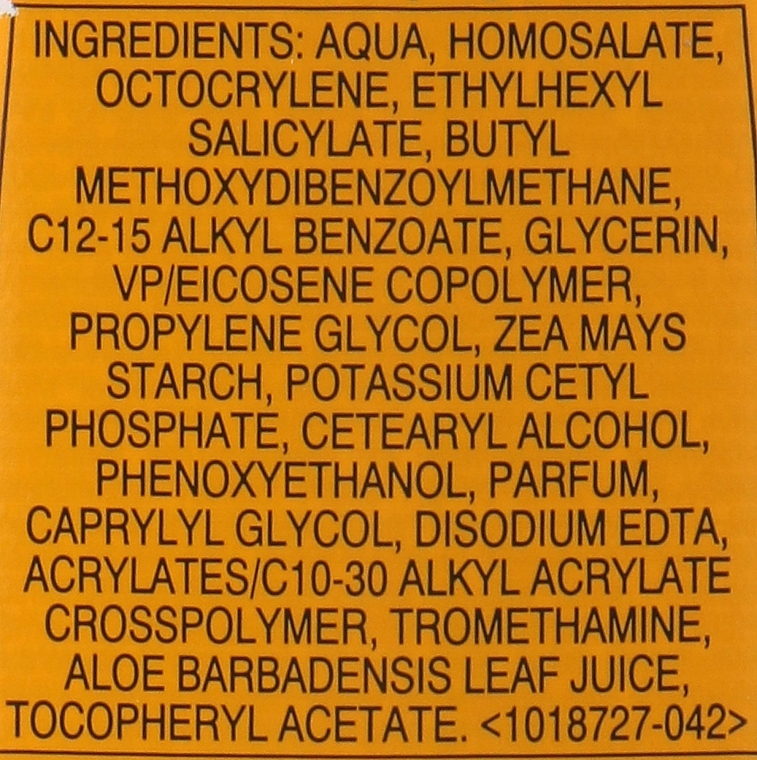 INGREDIENTS: AQUA, HOMOSALATE,
OCTOCRYLENE, ETHYLHEXYL
SALICYLATE, BUTYL
METHOXYDIBENZOYLMETHANE,
C12-15 ALKYL BENZOATE, GLYCERIN,
VP/EICOSENE COPOLYMER,
PROPYLENE GLYCOL, ZEA MAYS
STARCH, POTASSIUM CETYL
PHOSPHATE, CETEARYL ALCOHOL,
PHENOXYETHANOL, PARFUM,
CAPRYLYL GLYCOL, DISODIUM EDTA,
ACRYLATES/C10-30 ALKYL ACRYLATE
CROSSPOLYMER, TROMETHAMINE,
ALOE BARBADENSIS LEAF JUICE,
TOCOPHERYL ACETATE. <1018727-042>